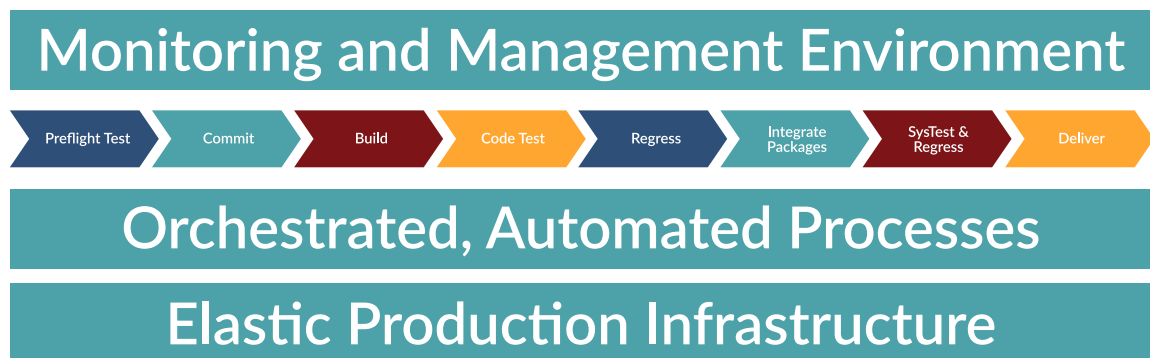 Monitoring and Management Environment
Preflight Test
Commit
Build
Code Test
Regress
Integrate
Packages
SysTest &
Regress
Deliver
Orchestrated, Automated Processes
Elastic Production Infrastructure